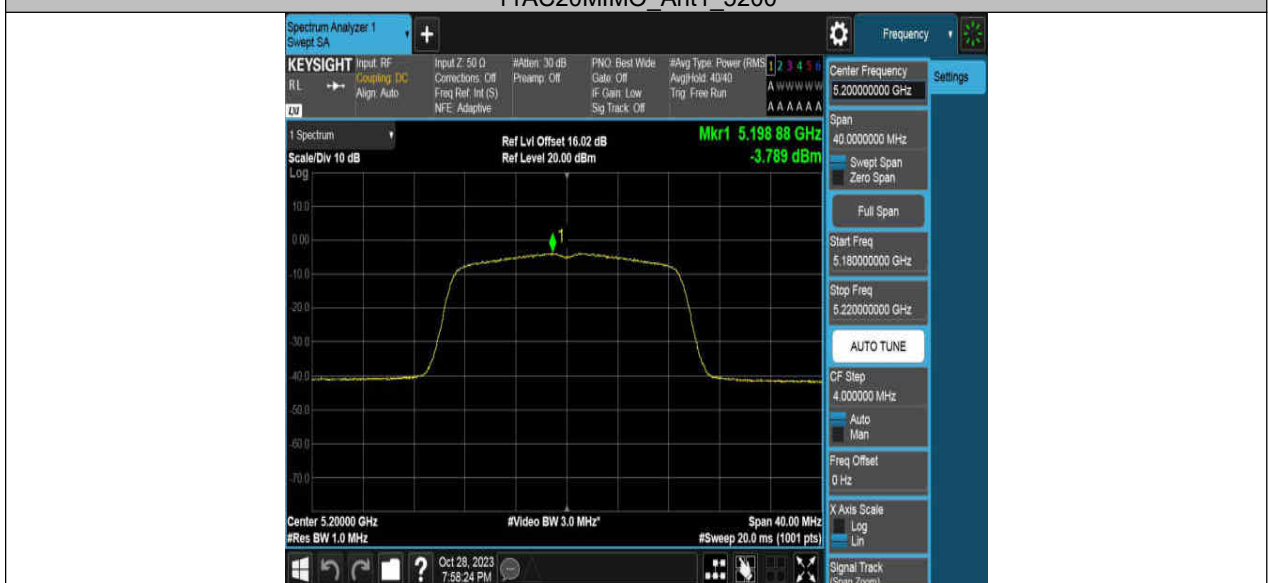 11AC20MIMO_Ant1_5200
Spectrum Analyzer 1
Swept SA
+
Frequency
KEYSIGHT
RL
LXI
Input: RF
Coupling: DC
Align: Auto
Input Z: 50 Ω
Corrections: Off
Freq Ref: Int (S)
NFE: Adaptive
#Atten: 30 dB
Preamp: Off
PNO: Best Wide
Gate: Off
IF Gain: Low
Sig Track: Off
#Avg Type: Power (RMS
Avg|Hold: 40/40
Trig: Free Run
1 2 3 4 5 6
A W W W W W
A A A A A A
Center Frequency
5.200000000 GHz
Settings
Span
40.0000000 MHz
Swept Span
Zero Span
Full Span
Start Freq
5.180000000 GHz
Stop Freq
5.220000000 GHz
AUTO TUNE
CF Step
4.000000 MHz
Auto
Man
Freq Offset
0 Hz
X Axis Scale
Log
Lin
Signal Track
(Span Zoom)
1 Spectrum
Scale/Div 10 dB
Log
Ref Lvl Offset 16.02 dB
Ref Level 20.00 dBm
Mkr1 5.198 88 GHz
-3.789 dBm
10.0
0.00
-10.0
-20.0
-30.0
-40.0
-50.0
-60.0
-70.0
1
Center 5.20000 GHz
#Res BW 1.0 MHz
#Video BW 3.0 MHz*
Span 40.00 MHz
#Sweep 20.0 ms (1001 pts)
?
Oct 28, 2023
7:58:24 PM